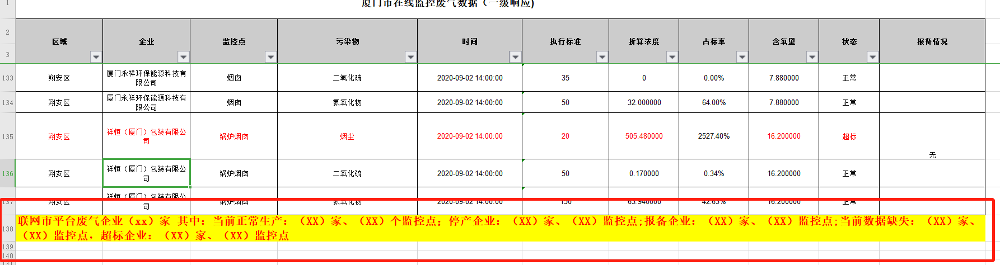 1 厦门市在线监控废气数据（一级响应）
2 区域 企业 监控点 污染物 时间 执行标准 折算浓度 占标率 含氧量 状态 报备情况
3
133 翔安区 厦门永祥环保能源科技有限公司 烟囱 二氧化硫 2020-09-02 14:00:00 35 0 0.00% 7.880000 正常
134 翔安区 厦门永祥环保能源科技有限公司 烟囱 氮氧化物 2020-09-02 14:00:00 50 32.000000 64.00% 7.880000 正常
135 翔安区 祥恒（厦门）包装有限公司 锅炉烟囱 烟尘 2020-09-02 14:00:00 20 505.480000 2527.40% 16.200000 超标 无
136 翔安区 祥恒（厦门）包装有限公司 锅炉烟囱 二氧化硫 2020-09-02 14:00:00 50 0.170000 0.34% 16.200000 正常
137 翔安区 祥恒（厦门）包装有限公司 锅炉烟囱 氮氧化物 2020-09-02 14:00:00 150 63.940000 42.63% 16.200000 正常
138 联网市平台废气企业（xx）家 其中：当前正常生产：（XX）家、（XX）个监控点；停产企业：（XX）家、（XX）监控点;报备企业：（XX）家、（XX）监控点;当前数据缺失：（XX）家、
（XX）监控点，超标企业：（XX）家、（XX）监控点
139
140